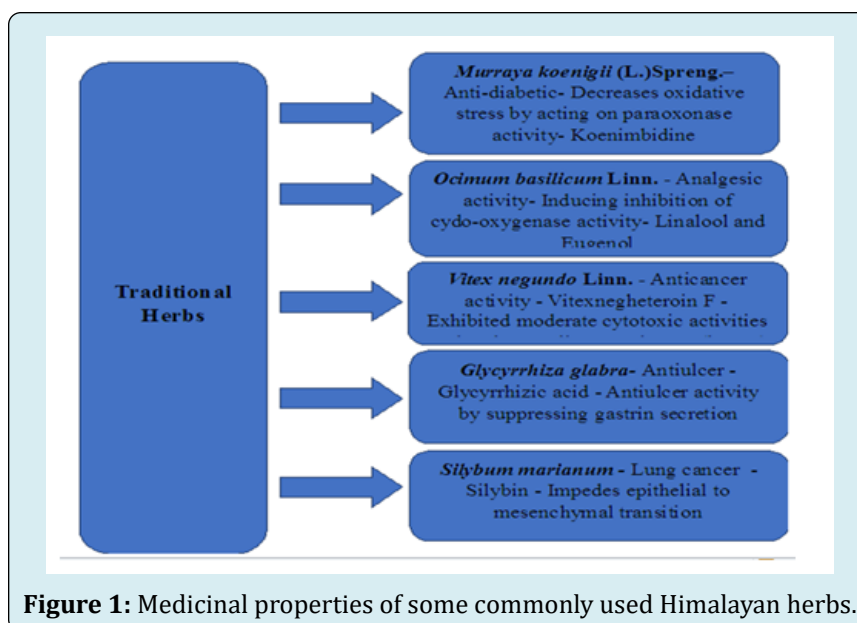 Traditional
Herbs
Murraya koenigii (L.)Spreng.–
Anti-diabetic- Decreases oxidative
stress by acting on paraoxonase
activity- Koenimbidine
Ocimum basilicum Linn. - Analgesic
activity- Inducing inhibition of
cydo-oxygenase activity- Linalool and
Eugenol
Vitex negundo Linn. - Anticancer
activity - Vitexnegheteroin F -
Exhibited moderate cytotoxic activities
Glycyrrhiza glabra- Antiulcer -
Glycyrrhizic acid - Antiulcer activity
by suppressing gastrin secretion
Silybum marianum - Lung cancer -
Silybin - Impedes epithelial to
mesenchymal transition
Figure 1: Medicinal properties of some commonly used Himalayan herbs.